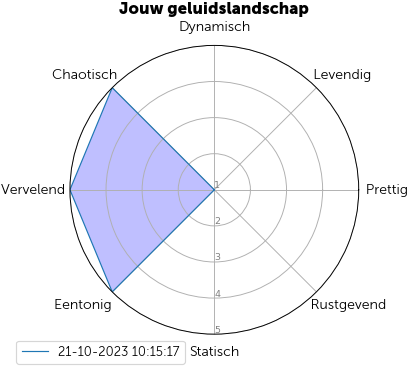 Jouw geluidslandschap
Dynamisch
Chaotisch
Levendig
Vervelend
1
Prettig
2
3
Eentonig
4
Rustgevend
5
21-10-2023 10:15:17
Statisch